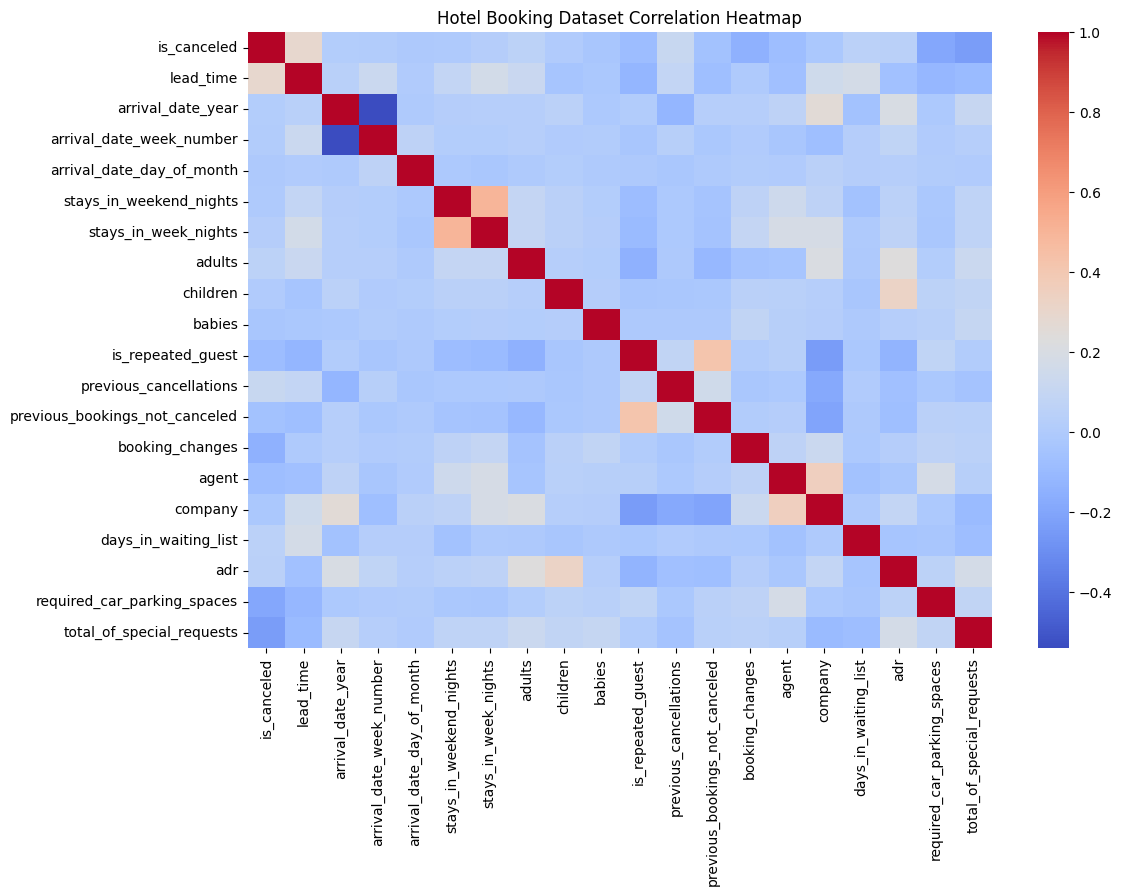 Hotel Booking Dataset Correlation Heatmap
is_canceled
lead_time
arrival_date_year
arrival_date_week_number
arrival_date_day_of_month
stays_in_weekend_nights
stays_in_week_nights
adults
children
babies
is_repeated_guest
previous_cancellations
previous_bookings_not_canceled
booking_changes
agent
company
days_in_waiting_list
adr
required_car_parking_spaces
total_of_special_requests
is_canceled
lead_time
arrival_date_year
arrival_date_week_number
arrival_date_day_of_month
stays_in_weekend_nights
stays_in_week_nights
adults
children
babies
is_repeated_guest
previous_cancellations
previous_bookings_not_canceled
booking_changes
agent
company
days_in_waiting_list
adr
required_car_parking_spaces
total_of_special_requests
1.0
0.8
0.6
0.4
0.2
0.0
−0.2
−0.4